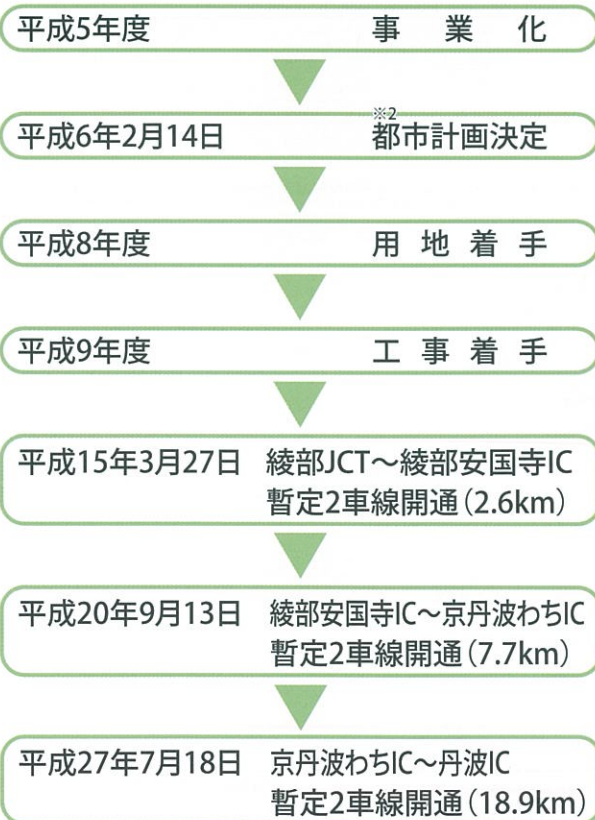 平成5年度 事業化
※2
平成6年2月14日 都市計画決定
平成8年度 用地着手
平成9年度 工事着手
平成15年3月27日 綾部JCT～綾部安国寺IC
暫定2車線開通（2.6km）
平成20年9月13日 綾部安国寺IC～京丹波わちIC
暫定2車線開通（7.7km）
平成27年7月18日 京丹波わちIC～丹波IC
暫定2車線開通（18.9km）